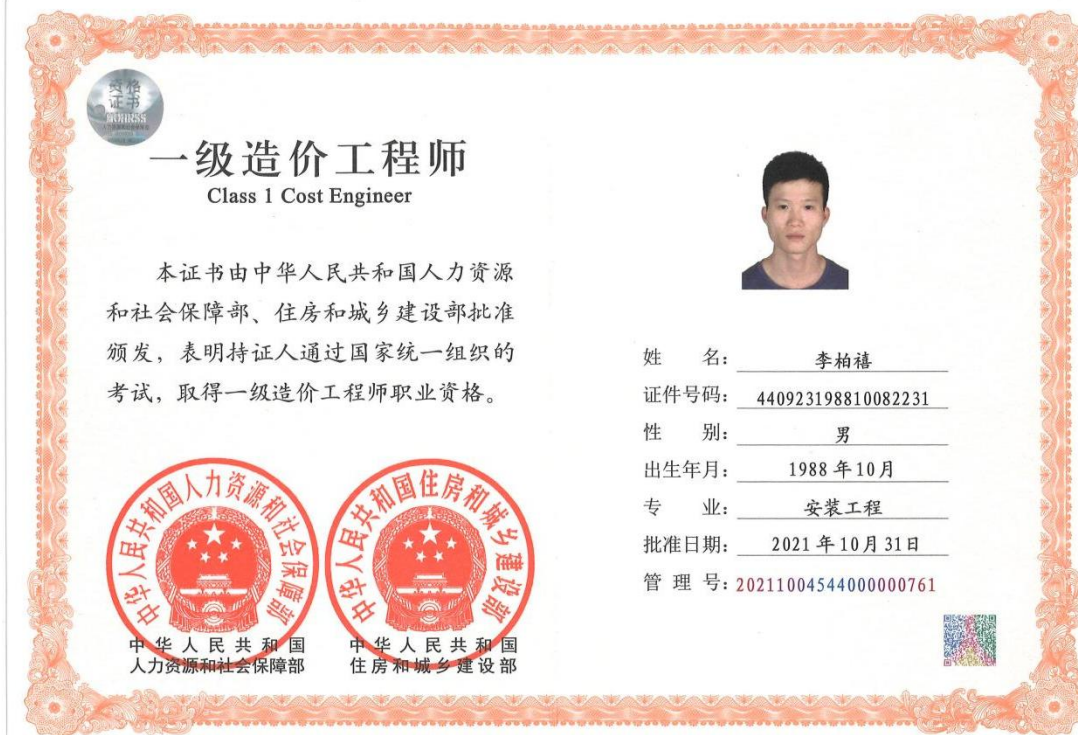 资格
证书
MOHRSS
一级造价工程师
Class 1 Cost Engineer
本证书由中华人民共和国人力资源
和社会保障部、住房和城乡建设部批准
颁发，表明持证人通过国家统一组织的
考试，取得一级造价工程师职业资格。
中华人民共和国人力资源和社会保障部
中华人民共和国住房和城乡建设部
中华人民共和国
人力资源和社会保障部
中华人民共和国
住房和城乡建设部
姓 名：李柏禧
证件号码：440923198810082231
性 别：男
出生年月：1988年10月
专 业：安装工程
批准日期：2021年10月31日
管 理 号：20211004544000000761